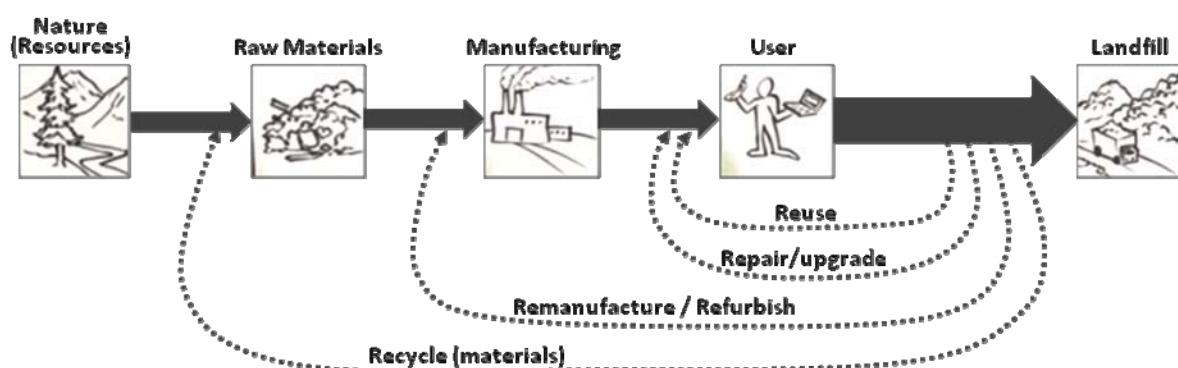 Nature
(Resources)
Raw Materials
Manufacturing
User
Landfill
Reuse
Repair/upgrade
Remanufacture / Refurbish
Recycle (materials)